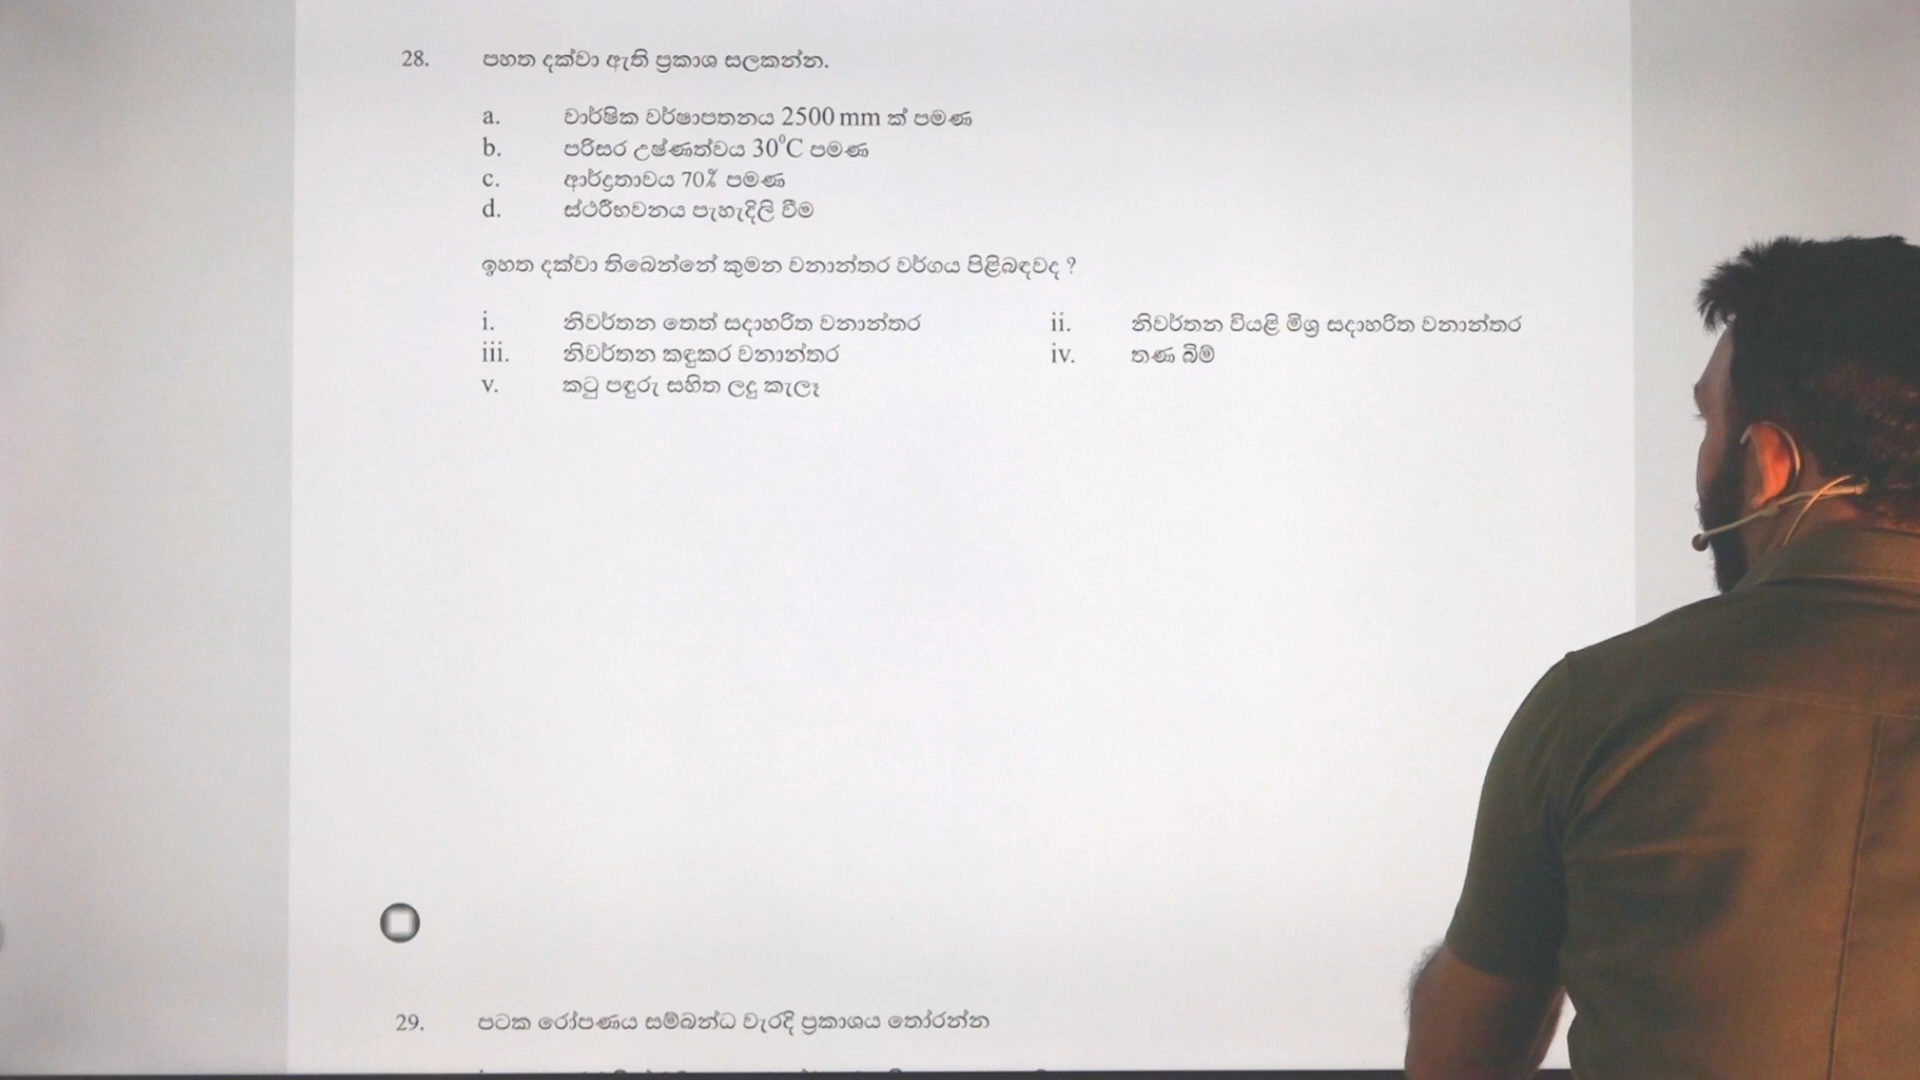 28. පහත දක්වා ඇති ප්‍රකාශ සලකන්න.
a. වාර්ෂික වර්ෂාපතනය 2500 mm ක් පමණ
b. පරිසර උෂ්ණත්වය 30⁰C පමණ
c. ආර්ද්‍රතාවය 70% පමණ
d. ස්ථරීභවනය පැහැදිලි වීම
ඉහත දක්වා තිබෙන්නේ කුමන වනාන්තර වර්ගය පිළිබඳවද ?
i. නිවර්තන තෙත් සදාහරිත වනාන්තර ii. නිවර්තන වියළි මිශ්‍ර සදාහරිත වනාන්තර
iii. නිවර්තන කඳුකර වනාන්තර iv. තණ බිම්
v. කටු පඳුරු සහිත ලදු කැලෑ
29. පටක රෝපණය සම්බන්ධ වැරදි ප්‍රකාශය තෝරන්න